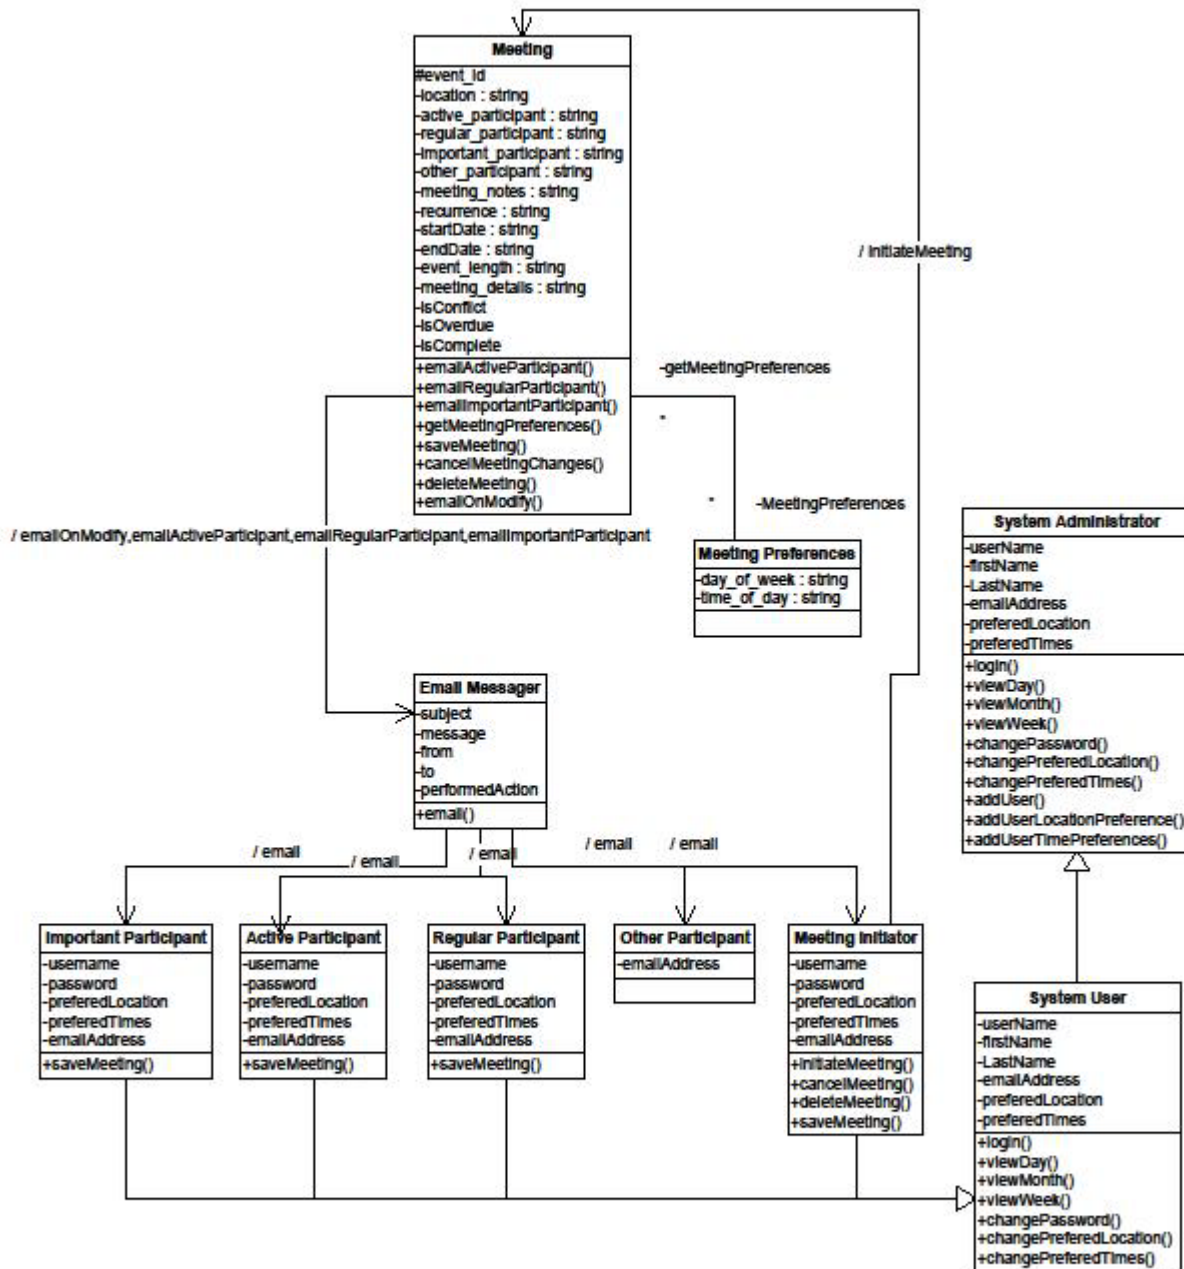 Meeting
#event_id
-location : string
-active_participant : string
-regular_participant : string
-important_participant : string
-other_participant : string
-meeting_notes : string
-recurrence : string
-startDate : string
-endDate : string
-event_length : string
-meeting_details : string
-isConflict
-isOverdue
-isComplete
+emailActiveParticipant()
+emailRegularParticipant()
+emailImportantParticipant()
+getMeetingPreferences()
+saveMeeting()
+cancelMeetingChanges()
+deleteMeeting()
+emailOnModify()
/ initiateMeeting
-getMeetingPreferences
*
*
-MeetingPreferences
/ emailOnModify,emailActiveParticipant,emailRegularParticipant,emailImportantParticipant
Meeting Preferences
-day_of_week : string
-time_of_day : string
System Administrator
-userName
-firstName
-LastName
-emailAddress
-preferedLocation
-preferedTimes
+login()
+viewDay()
+viewMonth()
+viewWeek()
+changePassword()
+changePreferedLocation()
+changePreferedTimes()
+addUser()
+addUserLocationPreference()
+addUserTimePreferences()
Email Messager
-subject
-message
-from
-to
-performedAction
+email()
/ email
/ email
/ email
/ email
/ email
Important Participant
-username
-password
-preferedLocation
-preferedTimes
-emailAddress
+saveMeeting()
Active Participant
-username
-password
-preferedLocation
-preferedTimes
-emailAddress
+saveMeeting()
Regular Participant
-username
-password
-preferedLocation
-preferedTimes
-emailAddress
+saveMeeting()
Other Participant
-emailAddress
Meeting Initiator
-username
-password
-preferedLocation
-preferedTimes
-emailAddress
+initiateMeeting()
+cancelMeeting()
+deleteMeeting()
+saveMeeting()
System User
-userName
-firstName
-LastName
-emailAddress
-preferedLocation
-preferedTimes
+login()
+viewDay()
+viewMonth()
+viewWeek()
+changePassword()
+changePreferedLocation()
+changePreferedTimes()